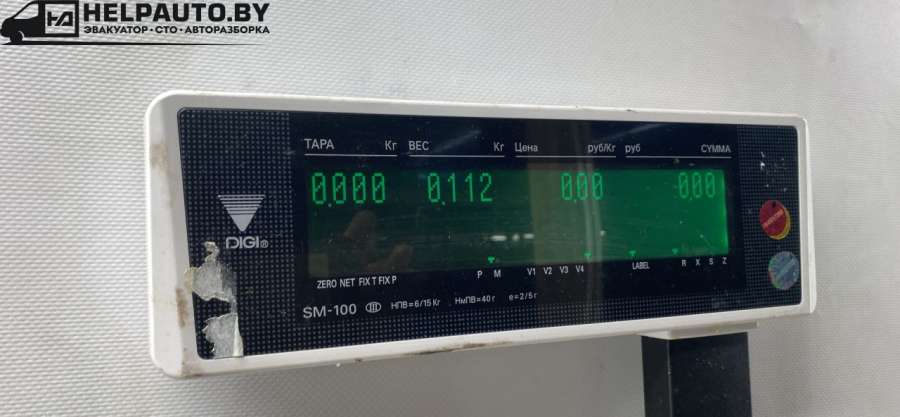 HELPAUTO.BY
ЭВАКУАТОР • СТО • АВТОРАЗБОРКА
ТАРА Кг ВЕС Кг Цена руб/Кг руб СУММА
0.000 0.112 0.00 .000
DIGI®
ZERO NET FIX T FIX P P M V1 V2 V3 V4 LABEL R X S Z
SM-100 III НПВ=6/15 Кг НмПВ=40 г e=2/5 г